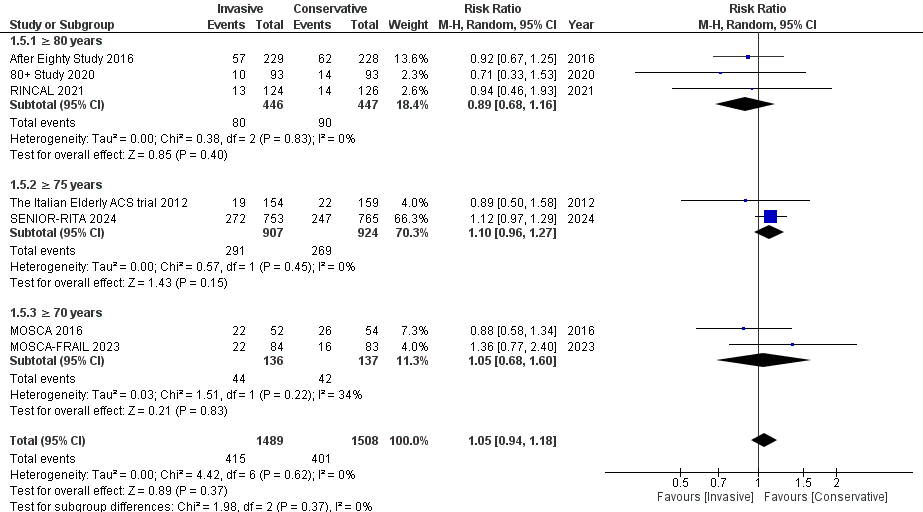 Invasive Conservative Risk Ratio Risk Ratio
Study or Subgroup Events Total Events Total Weight M-H, Random, 95% CI Year M-H, Random, 95% CI
1.5.1 ≥ 80 years
After Eighty Study 2016 57 229 62 228 13.6% 0.92 [0.67, 1.25] 2016
80+ Study 2020 10 93 14 93 2.3% 0.71 [0.33, 1.53] 2020
RINCAL 2021 13 124 14 126 2.6% 0.94 [0.46, 1.93] 2021
Subtotal (95% CI) 446 447 18.4% 0.89 [0.68, 1.16]
Total events 80 90
Heterogeneity: Tau² = 0.00; Chi² = 0.38, df = 2 (P = 0.83); I² = 0%
Test for overall effect: Z = 0.85 (P = 0.40)
1.5.2 ≥ 75 years
The Italian Elderly ACS trial 2012 19 154 22 159 4.0% 0.89 [0.50, 1.58] 2012
SENIOR-RITA 2024 272 753 247 765 66.3% 1.12 [0.97, 1.29] 2024
Subtotal (95% CI) 907 924 70.3% 1.10 [0.96, 1.27]
Total events 291 269
Heterogeneity: Tau² = 0.00; Chi² = 0.57, df = 1 (P = 0.45); I² = 0%
Test for overall effect: Z = 1.43 (P = 0.15)
1.5.3 ≥ 70 years
MOSCA 2016 22 52 26 54 7.3% 0.88 [0.58, 1.34] 2016
MOSCA-FRAIL 2023 22 84 16 83 4.0% 1.36 [0.77, 2.40] 2023
Subtotal (95% CI) 136 137 11.3% 1.05 [0.68, 1.60]
Total events 44 42
Heterogeneity: Tau² = 0.03; Chi² = 1.51, df = 1 (P = 0.22); I² = 34%
Test for overall effect: Z = 0.21 (P = 0.83)
Total (95% CI) 1489 1508 100.0% 1.05 [0.94, 1.18]
Total events 415 401
Heterogeneity: Tau² = 0.00; Chi² = 4.42, df = 6 (P = 0.62); I² = 0%
Test for overall effect: Z = 0.89 (P = 0.37)
Test for subgroup differences: Chi² = 1.98, df = 2 (P = 0.37), I² = 0%
0.5 0.7 1 1.5 2
Favours [Invasive] Favours [Conservative]